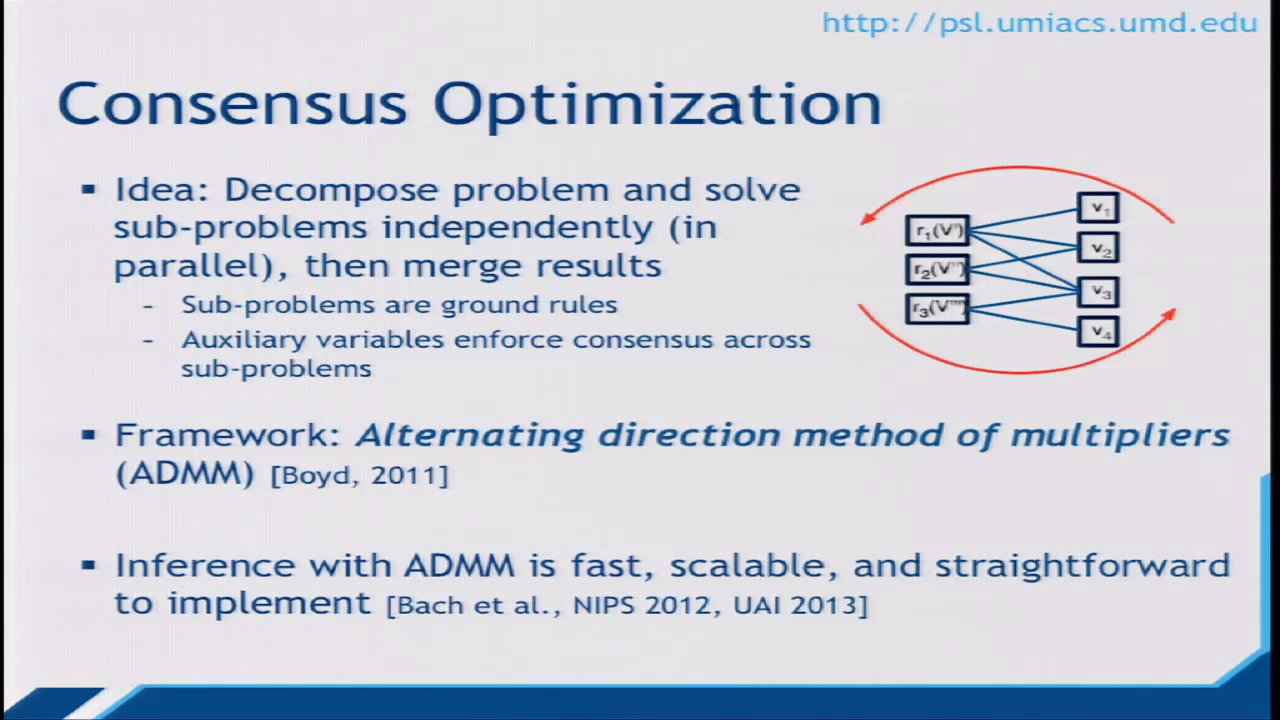 http://psl.umiacs.umd.edu
Consensus Optimization
▪ Idea: Decompose problem and solve
sub-problems independently (in
parallel), then merge results
- Sub-problems are ground rules
- Auxiliary variables enforce consensus across
sub-problems
r1(V')
r2(V'')
r3(V''')
v1
v2
v3
v4
▪ Framework: Alternating direction method of multipliers
(ADMM) [Boyd, 2011]
▪ Inference with ADMM is fast, scalable, and straightforward
to implement [Bach et al., NIPS 2012, UAI 2013]